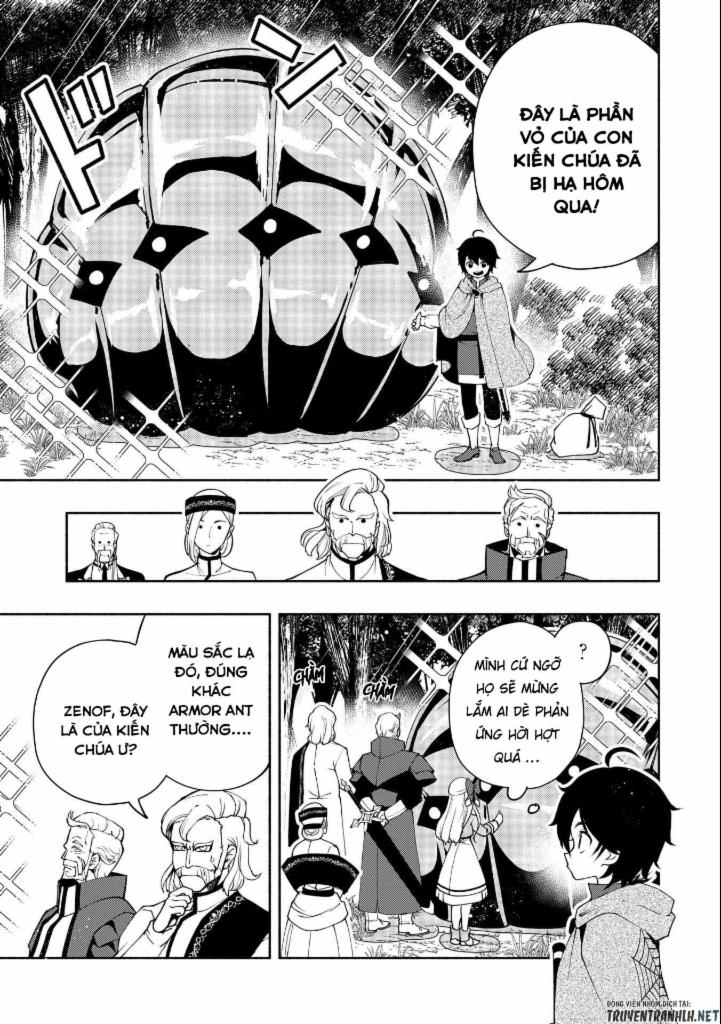 ドン
ĐÂY LÀ PHẦN
VỎ CỦA CON
KIẾN CHÚA ĐÃ
BỊ HẠ HÔM
QUA!
?
MÌNH CỨ NGỠ
HỌ SẼ MỪNG
LẮM AI DÈ PHẢN
ỨNG HỜI HỢT
QUÁ ...
CHẰM
CHẰM
MÀU SẮC LẠ
ĐÓ, ĐÚNG
KHÁC
ARMOR ANT
THƯỜNG....
ZENOF, ĐÂY
LÀ CỦA KIẾN
CHÚA Ư?
ĐỘNG VIÊN NHÓM DỊCH TẠI:
TRUYENTRANHLH.NET